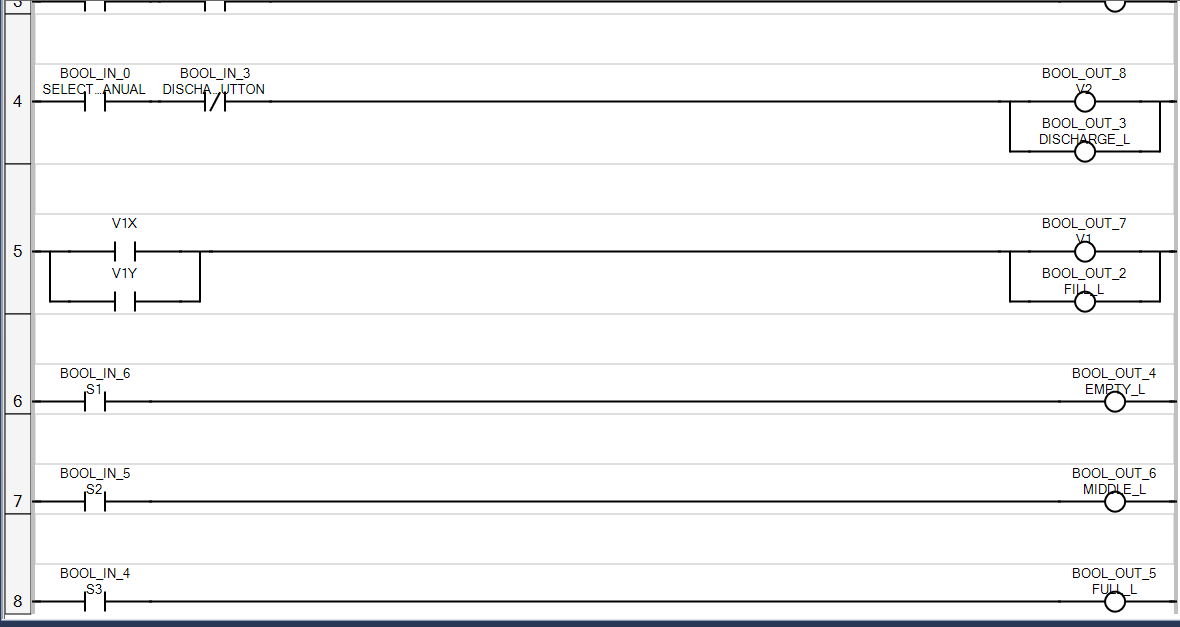 3
BOOL_IN_0 BOOL_IN_3 BOOL_OUT_8
SELECT...ANUAL DISCHA...UTTON V2
4
BOOL_OUT_3
DISCHARGE_L
V1X BOOL_OUT_7
V1
5
V1Y BOOL_OUT_2
FILL_L
BOOL_IN_6 BOOL_OUT_4
S1 EMPTY_L
6
BOOL_IN_5 BOOL_OUT_6
S2 MIDDLE_L
7
BOOL_IN_4 BOOL_OUT_5
S3 FULL_L
8